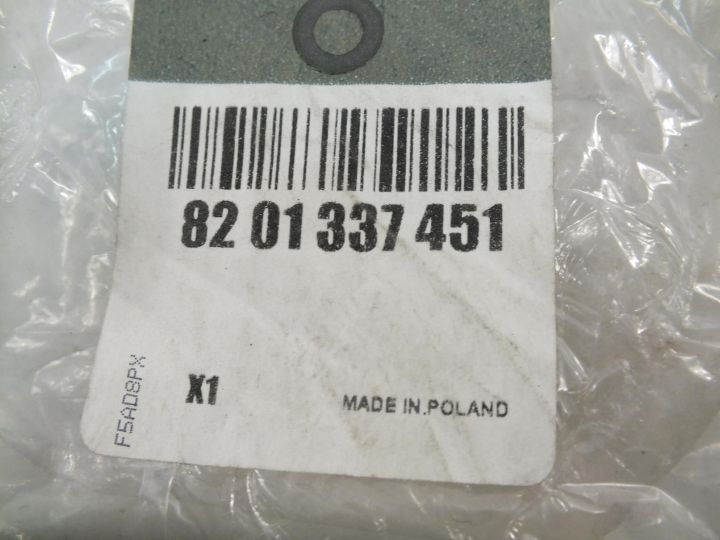 82 01 337 451
X1
MADE IN.POLAND
F5AD8PX